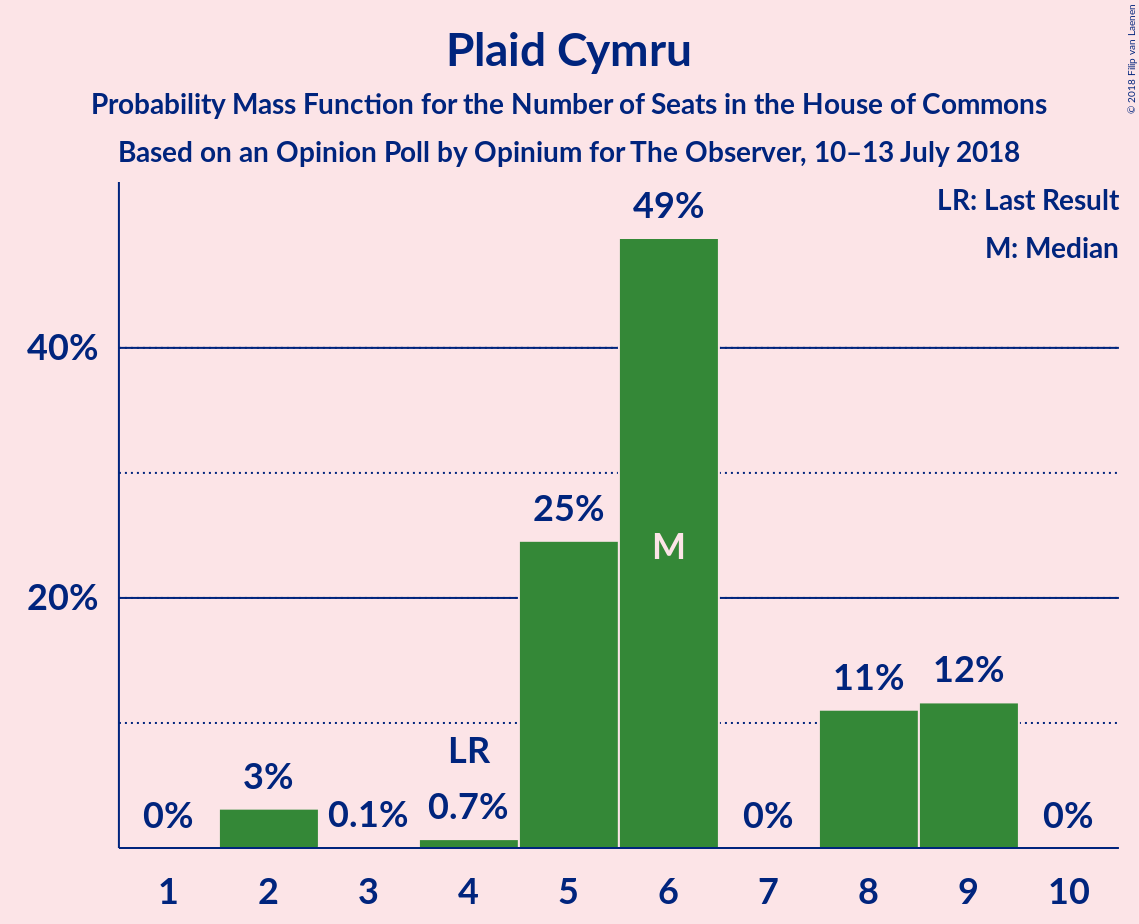 Plaid Cymru
Probability Mass Function for the Number of Seats in the House of Commons
Based on an Opinion Poll by Opinium for The Observer, 10–13 July 2018
© 2018 Filip van Laenen
LR: Last Result
M: Median
40%
20%
0%
3%
0.1%
LR
0.7%
25%
49%
M
0%
11%
12%
0%
1 2 3 4 5 6 7 8 9 10